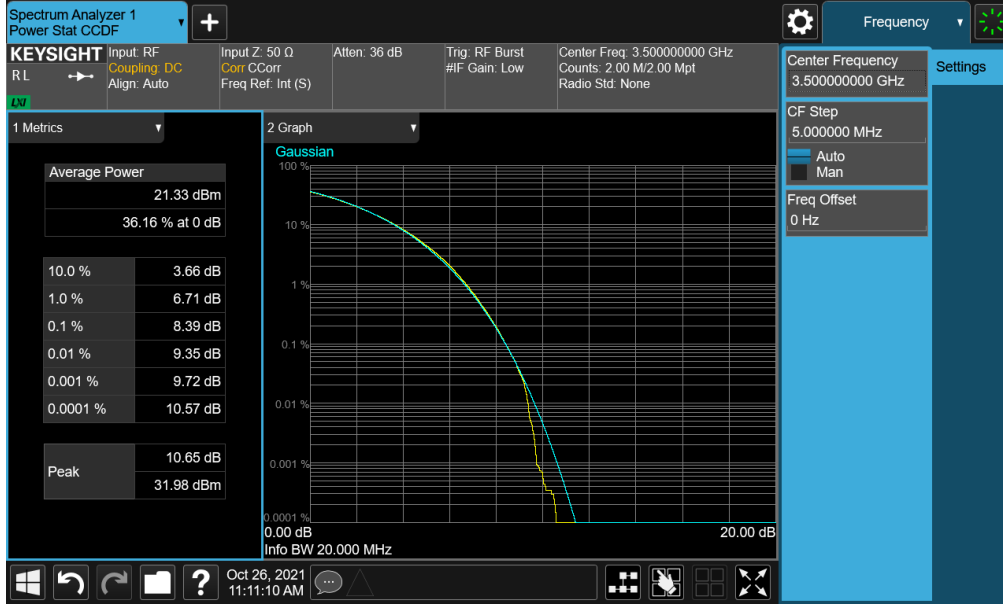 Spectrum Analyzer 1
Power Stat CCDF
Frequency
KEYSIGHT
RL
LXI
Input: RF
Coupling: DC
Align: Auto
Input Z: 50 Ω
Corr CCorr
Freq Ref: Int (S)
Atten: 36 dB
Trig: RF Burst
#IF Gain: Low
Center Freq: 3.500000000 GHz
Counts: 2.00 M/2.00 Mpt
Radio Std: None
Center Frequency
3.500000000 GHz
Settings
CF Step
5.000000 MHz
Auto
Man
Freq Offset
0 Hz
1 Metrics
Average Power
21.33 dBm
36.16 % at 0 dB
10.0 % 3.66 dB
1.0 % 6.71 dB
0.1 % 8.39 dB
0.01 % 9.35 dB
0.001 % 9.72 dB
0.0001 % 10.57 dB
Peak
10.65 dB
31.98 dBm
2 Graph
Gaussian
100 %
10 %
1 %
0.1 %
0.01 %
0.001 %
0.0001 %
0.00 dB 20.00 dB
Info BW 20.000 MHz
?
Oct 26, 2021
11:11:10 AM